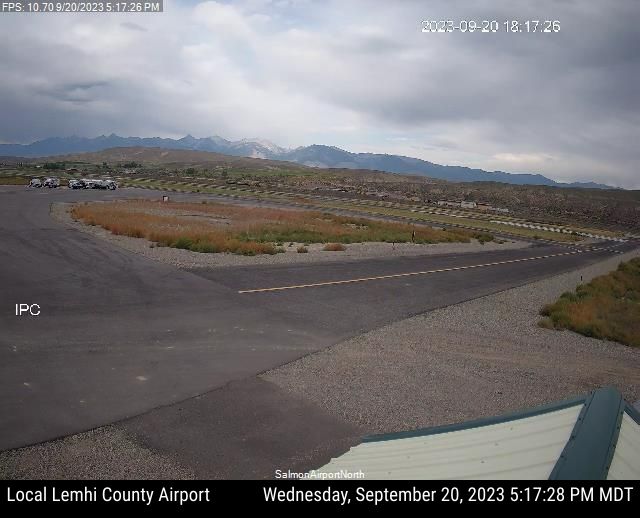 FPS: 10.70 9/20/2023 5:17:26 PM
2023-09-20 18:17:26
IPC
SalmonAirportNorth
Local Lemhi County Airport Wednesday, September 20, 2023 5:17:28 PM MDT